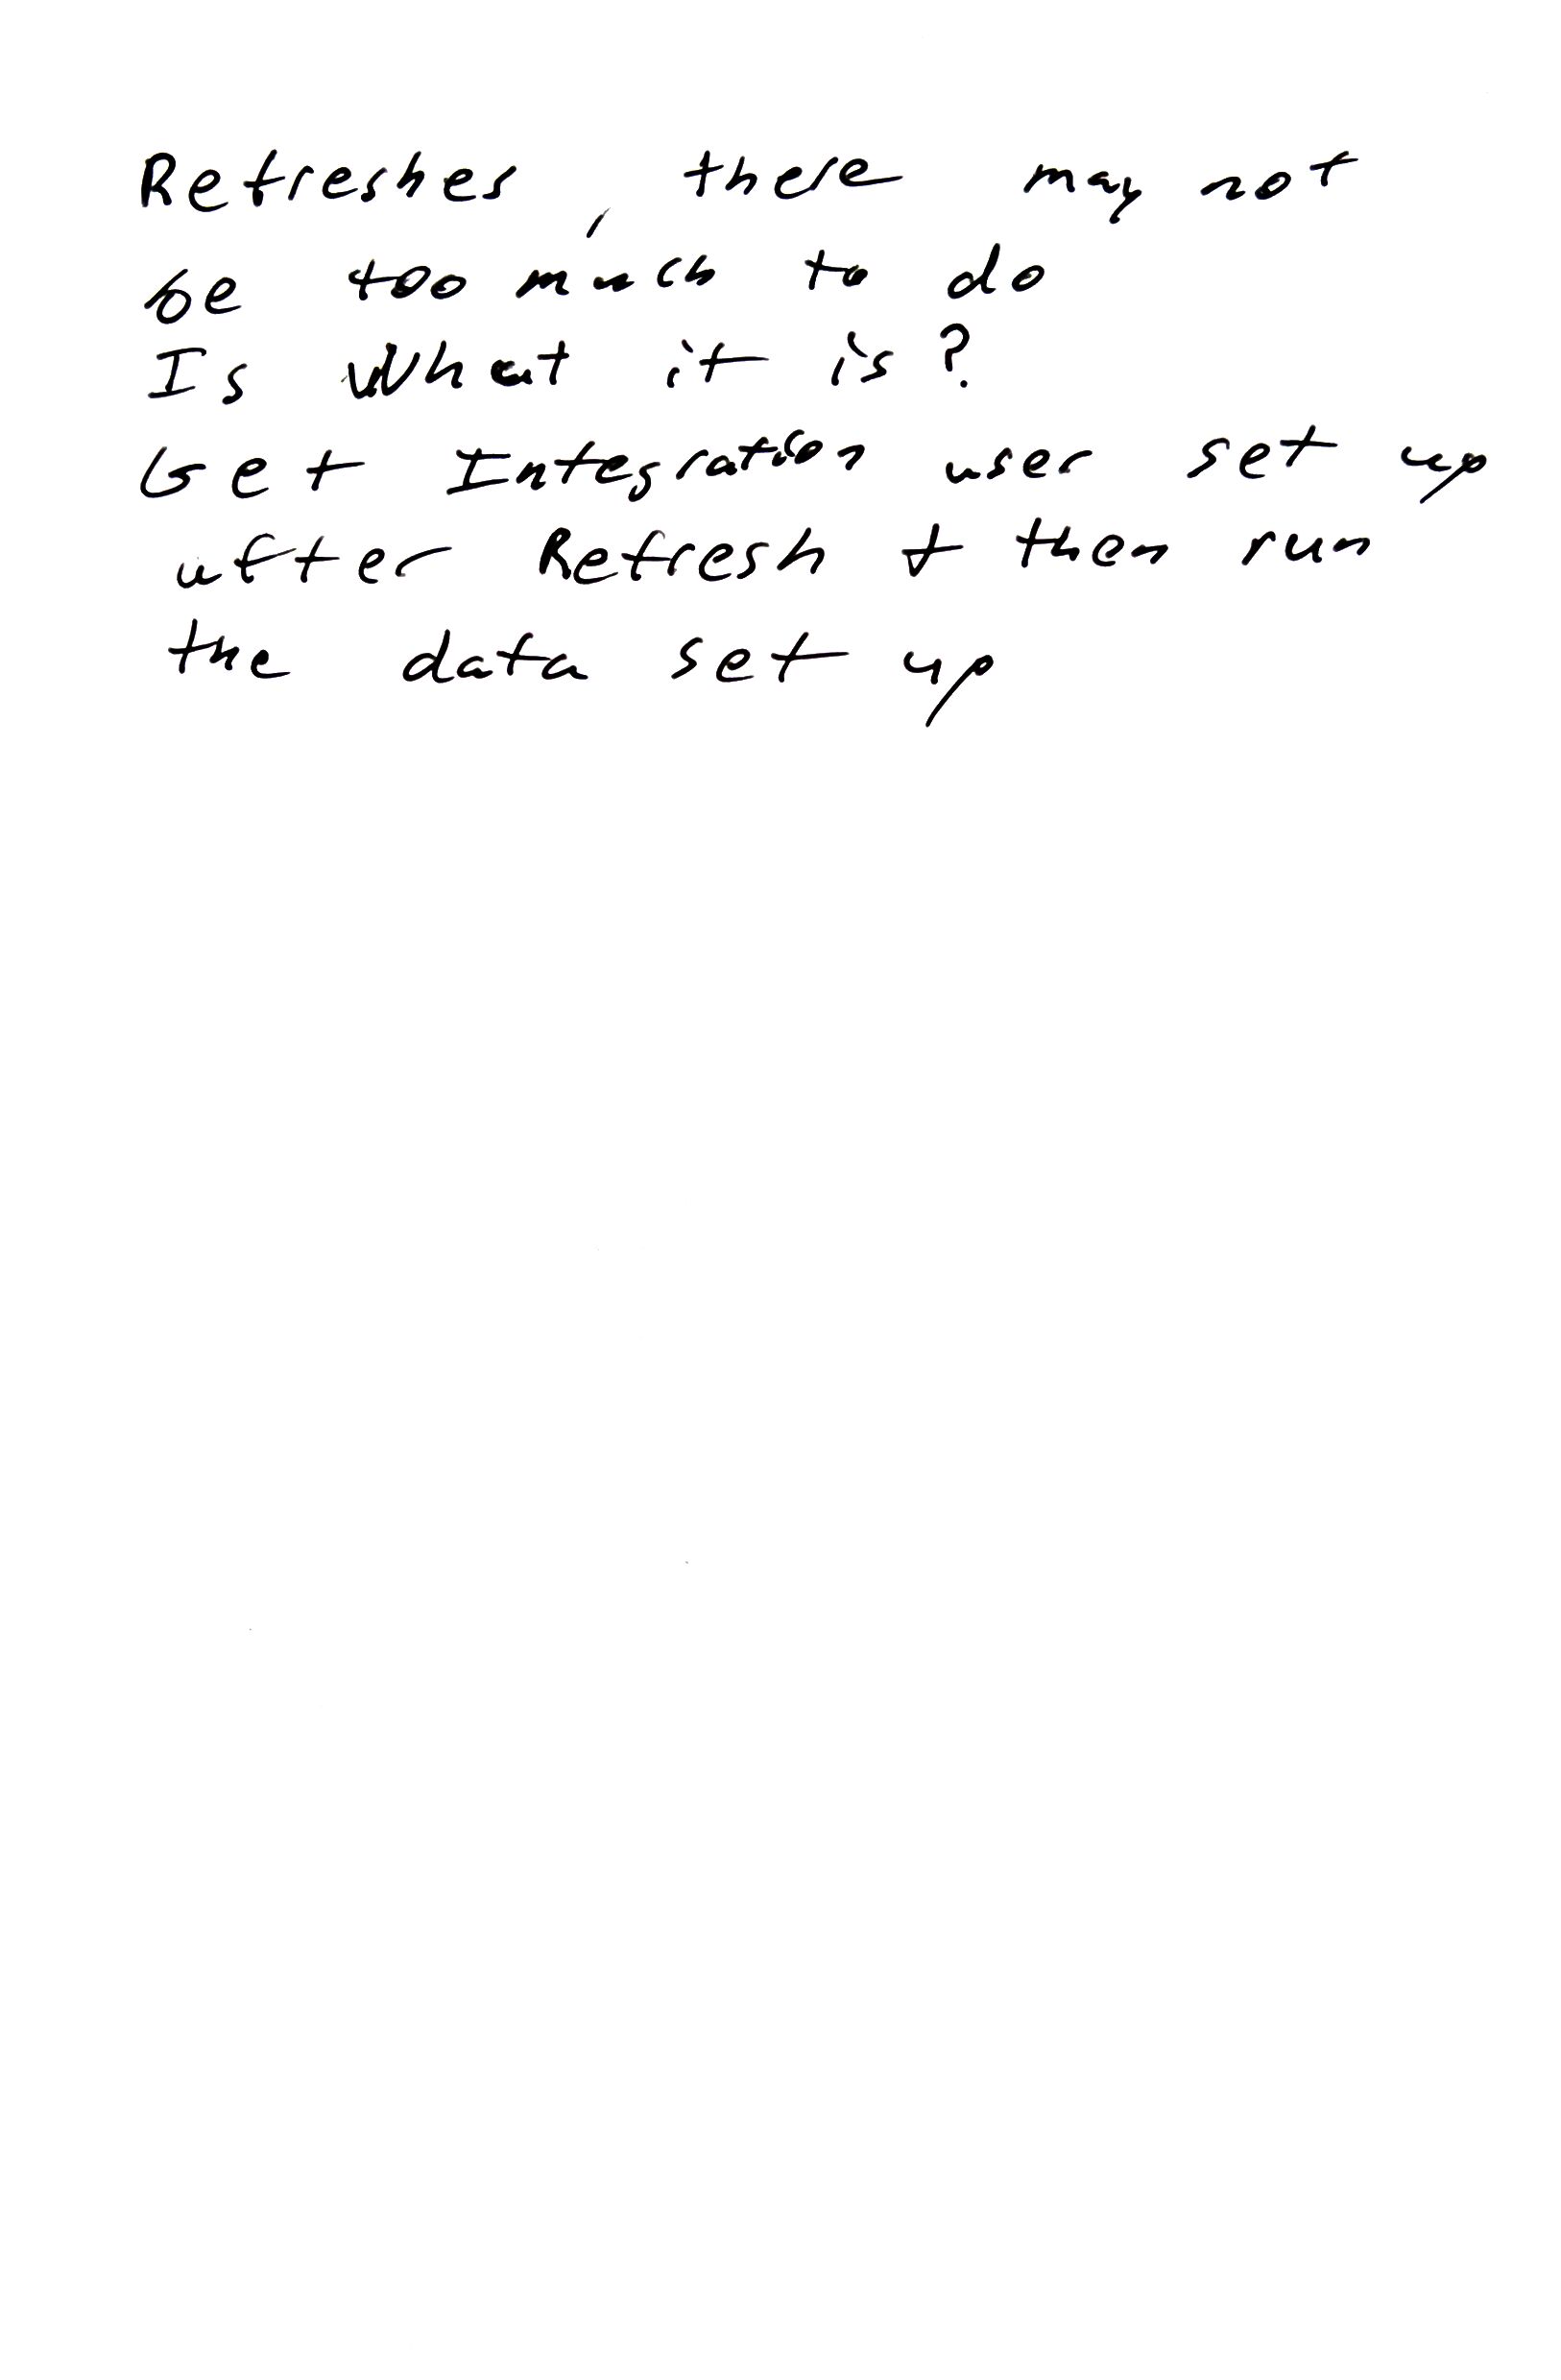 Refreshes, there may not
be too much to do
Is What it is?
Get Integration user set up
after Refresh + then run
the data set up